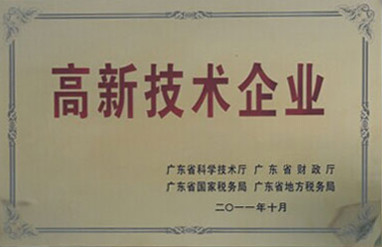 高新技术企业
广东省科学技术厅 广东省财政厅
广东省国家税务局 广东省地方税务局
二〇一一年十月